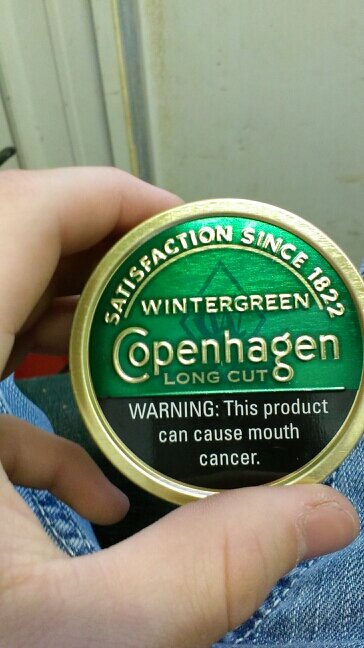 SATISFACTION SINCE 1822
WINTERGREEN
Copenhagen
LONG CUT
WARNING: This product
can cause mouth
cancer.